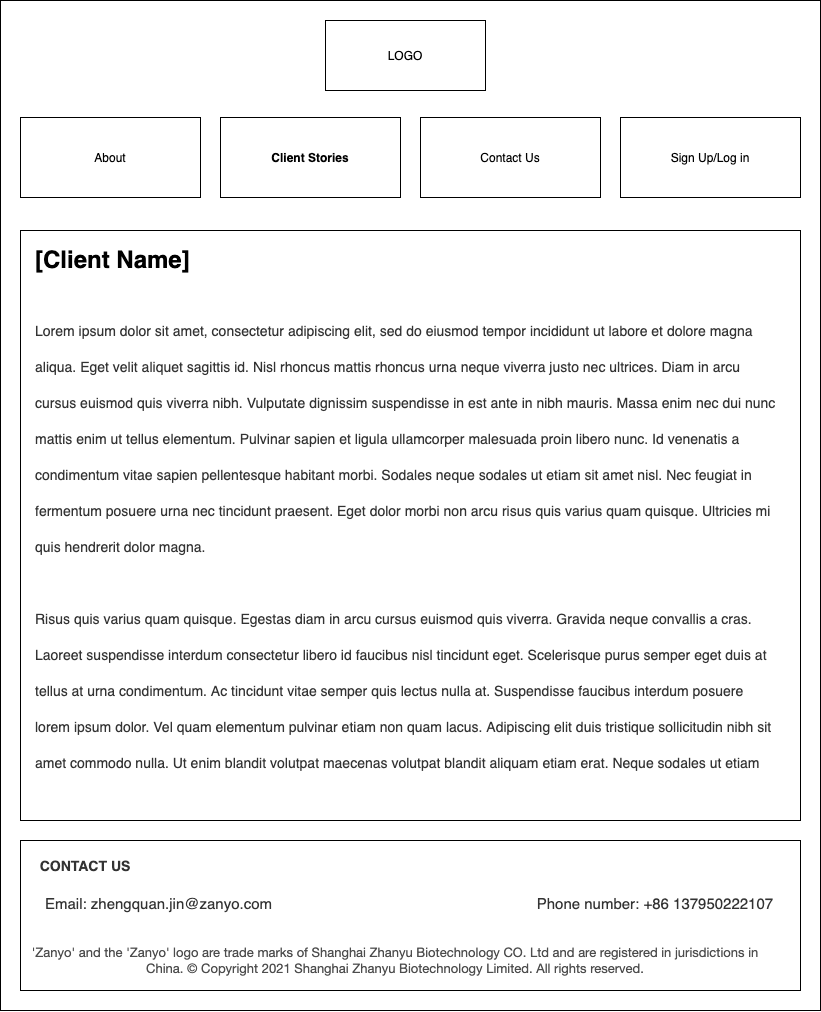 LOGO
About
Client Stories
Contact Us
Sign Up/Log in
[Client Name]
Lorem ipsum dolor sit amet, consectetur adipiscing elit, sed do eiusmod tempor incididunt ut labore et dolore magna
aliqua. Eget velit aliquet sagittis id. Nisl rhoncus mattis rhoncus urna neque viverra justo nec ultrices. Diam in arcu
cursus euismod quis viverra nibh. Vulputate dignissim suspendisse in est ante in nibh mauris. Massa enim nec dui nunc
mattis enim ut tellus elementum. Pulvinar sapien et ligula ullamcorper malesuada proin libero nunc. Id venenatis a
condimentum vitae sapien pellentesque habitant morbi. Sodales neque sodales ut etiam sit amet nisl. Nec feugiat in
fermentum posuere urna nec tincidunt praesent. Eget dolor morbi non arcu risus quis varius quam quisque. Ultricies mi
quis hendrerit dolor magna.
Risus quis varius quam quisque. Egestas diam in arcu cursus euismod quis viverra. Gravida neque convallis a cras.
Laoreet suspendisse interdum consectetur libero id faucibus nisl tincidunt eget. Scelerisque purus semper eget duis at
tellus at urna condimentum. Ac tincidunt vitae semper quis lectus nulla at. Suspendisse faucibus interdum posuere
lorem ipsum dolor. Vel quam elementum pulvinar etiam non quam lacus. Adipiscing elit duis tristique sollicitudin nibh sit
amet commodo nulla. Ut enim blandit volutpat maecenas volutpat blandit aliquam etiam erat. Neque sodales ut etiam
CONTACT US
Email: zhengquan.jin@zanyo.com
Phone number: +86 137950222107
'Zanyo' and the 'Zanyo' logo are trade marks of Shanghai Zhanyu Biotechnology CO. Ltd and are registered in jurisdictions in
China. © Copyright 2021 Shanghai Zhanyu Biotechnology Limited. All rights reserved.